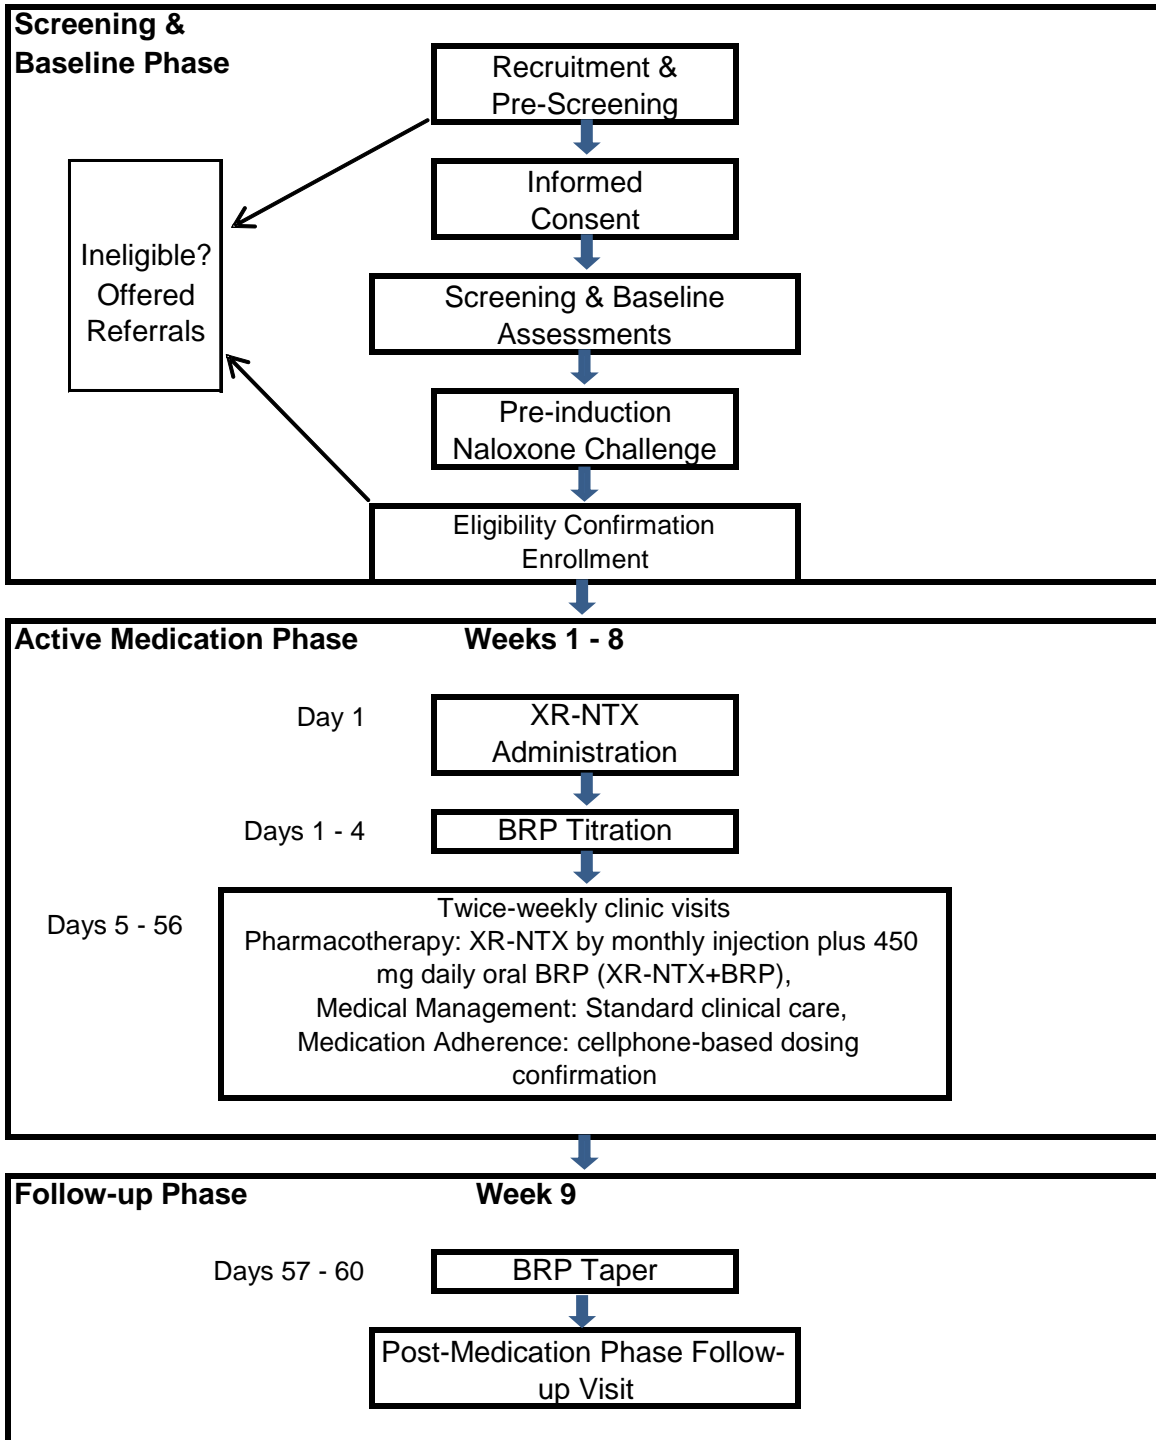 Screening &
Baseline Phase
Recruitment &
Pre-Screening
Informed
Consent
Ineligible?
Offered
Referrals
Screening & Baseline
Assessments
Pre-induction
Naloxone Challenge
Eligibility Confirmation
Enrollment
Active Medication Phase Weeks 1 - 8
Day 1
XR-NTX
Administration
Days 1 - 4
BRP Titration
Days 5 - 56
Twice-weekly clinic visits
Pharmacotherapy: XR-NTX by monthly injection plus 450
mg daily oral BRP (XR-NTX+BRP),
Medical Management: Standard clinical care,
Medication Adherence: cellphone-based dosing
confirmation
Follow-up Phase Week 9
Days 57 - 60
BRP Taper
Post-Medication Phase Follow-
up Visit